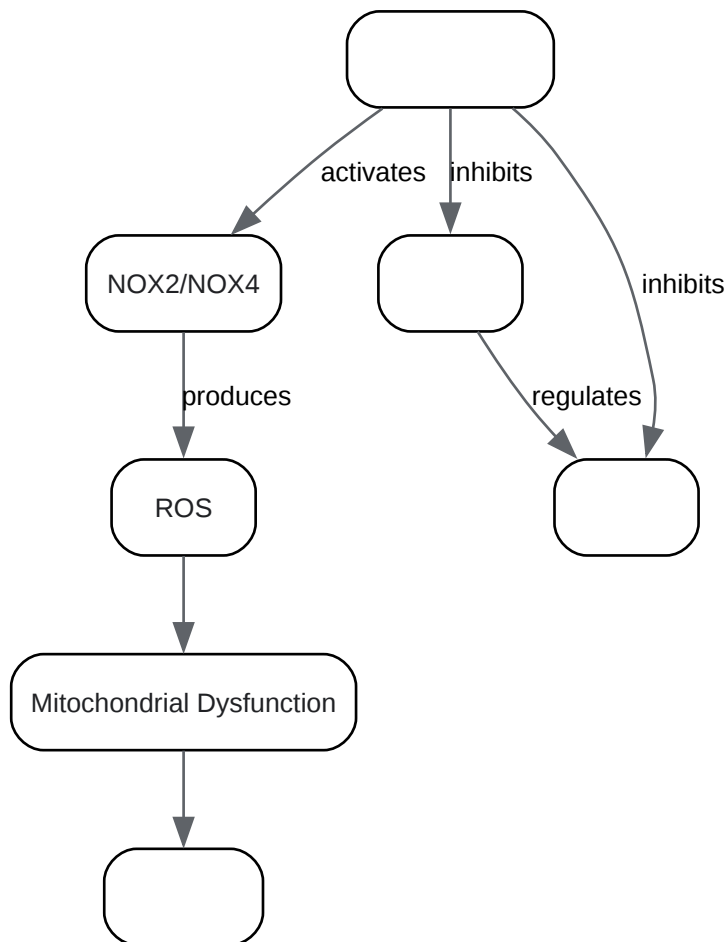 activates
inhibits
inhibits
NOX2/NOX4
produces
regulates
ROS
Mitochondrial Dysfunction